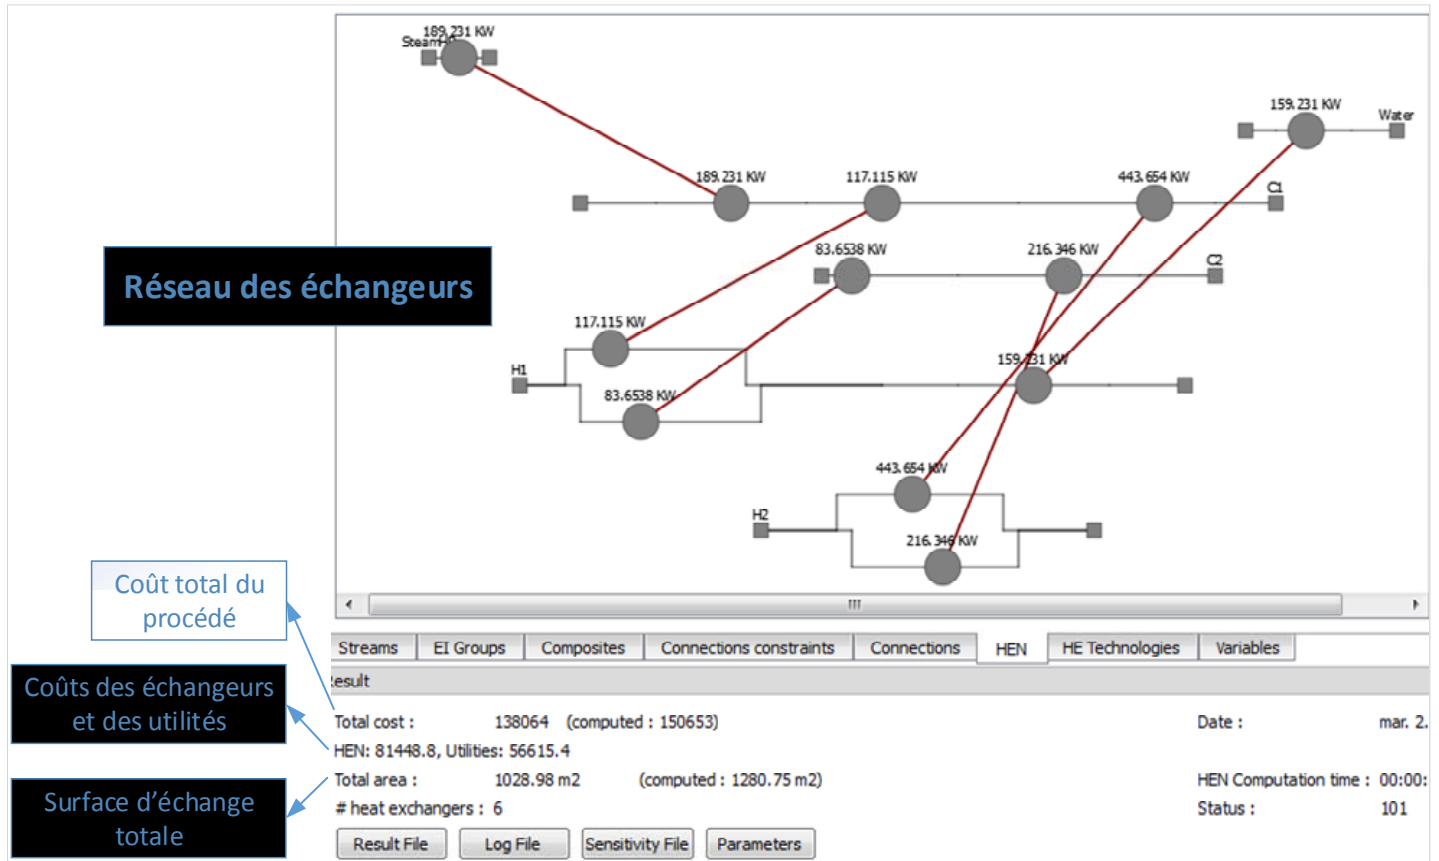 189.231 KW
Steam
159.231 KW
Water
189.231 KW
117.115 KW
443.654 KW
C1
83.6538 KW
216.346 KW
C2
Réseau des échangeurs
117.115 KW
159.231 KW
H1
83.6538 KW
443.654 KW
H2
216.346 KW
Coût total du
procédé
Streams EI Groups Composites Connections constraints Connections HEN HE Technologies Variables
Coûts des échangeurs
et des utilités
Result
Total cost : 138064 (computed : 150653) Date : mar. 2.
HEN: 81448.8, Utilities: 56615.4
Total area : 1028.98 m2 (computed : 1280.75 m2) HEN Computation time : 00:00:
# heat exchangers : 6 Status : 101
Surface d’échange
totale
Result File Log File Sensitivity File Parameters